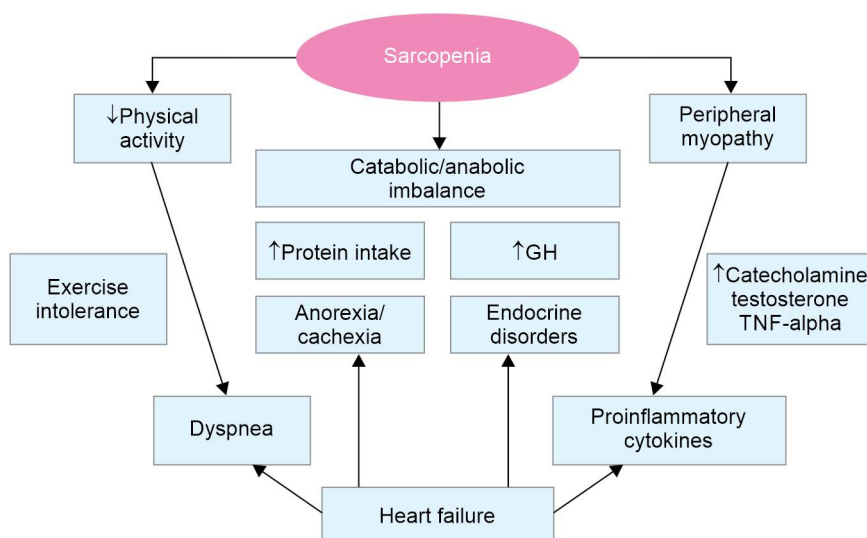 Sarcopenia
↓Physical
activity
Peripheral
myopathy
Catabolic/anabolic
imbalance
↑Protein intake
↑GH
Exercise
intolerance
↑Catecholamine
testosterone
TNF-alpha
Anorexia/
cachexia
Endocrine
disorders
Dyspnea
Proinflammatory
cytokines
Heart failure